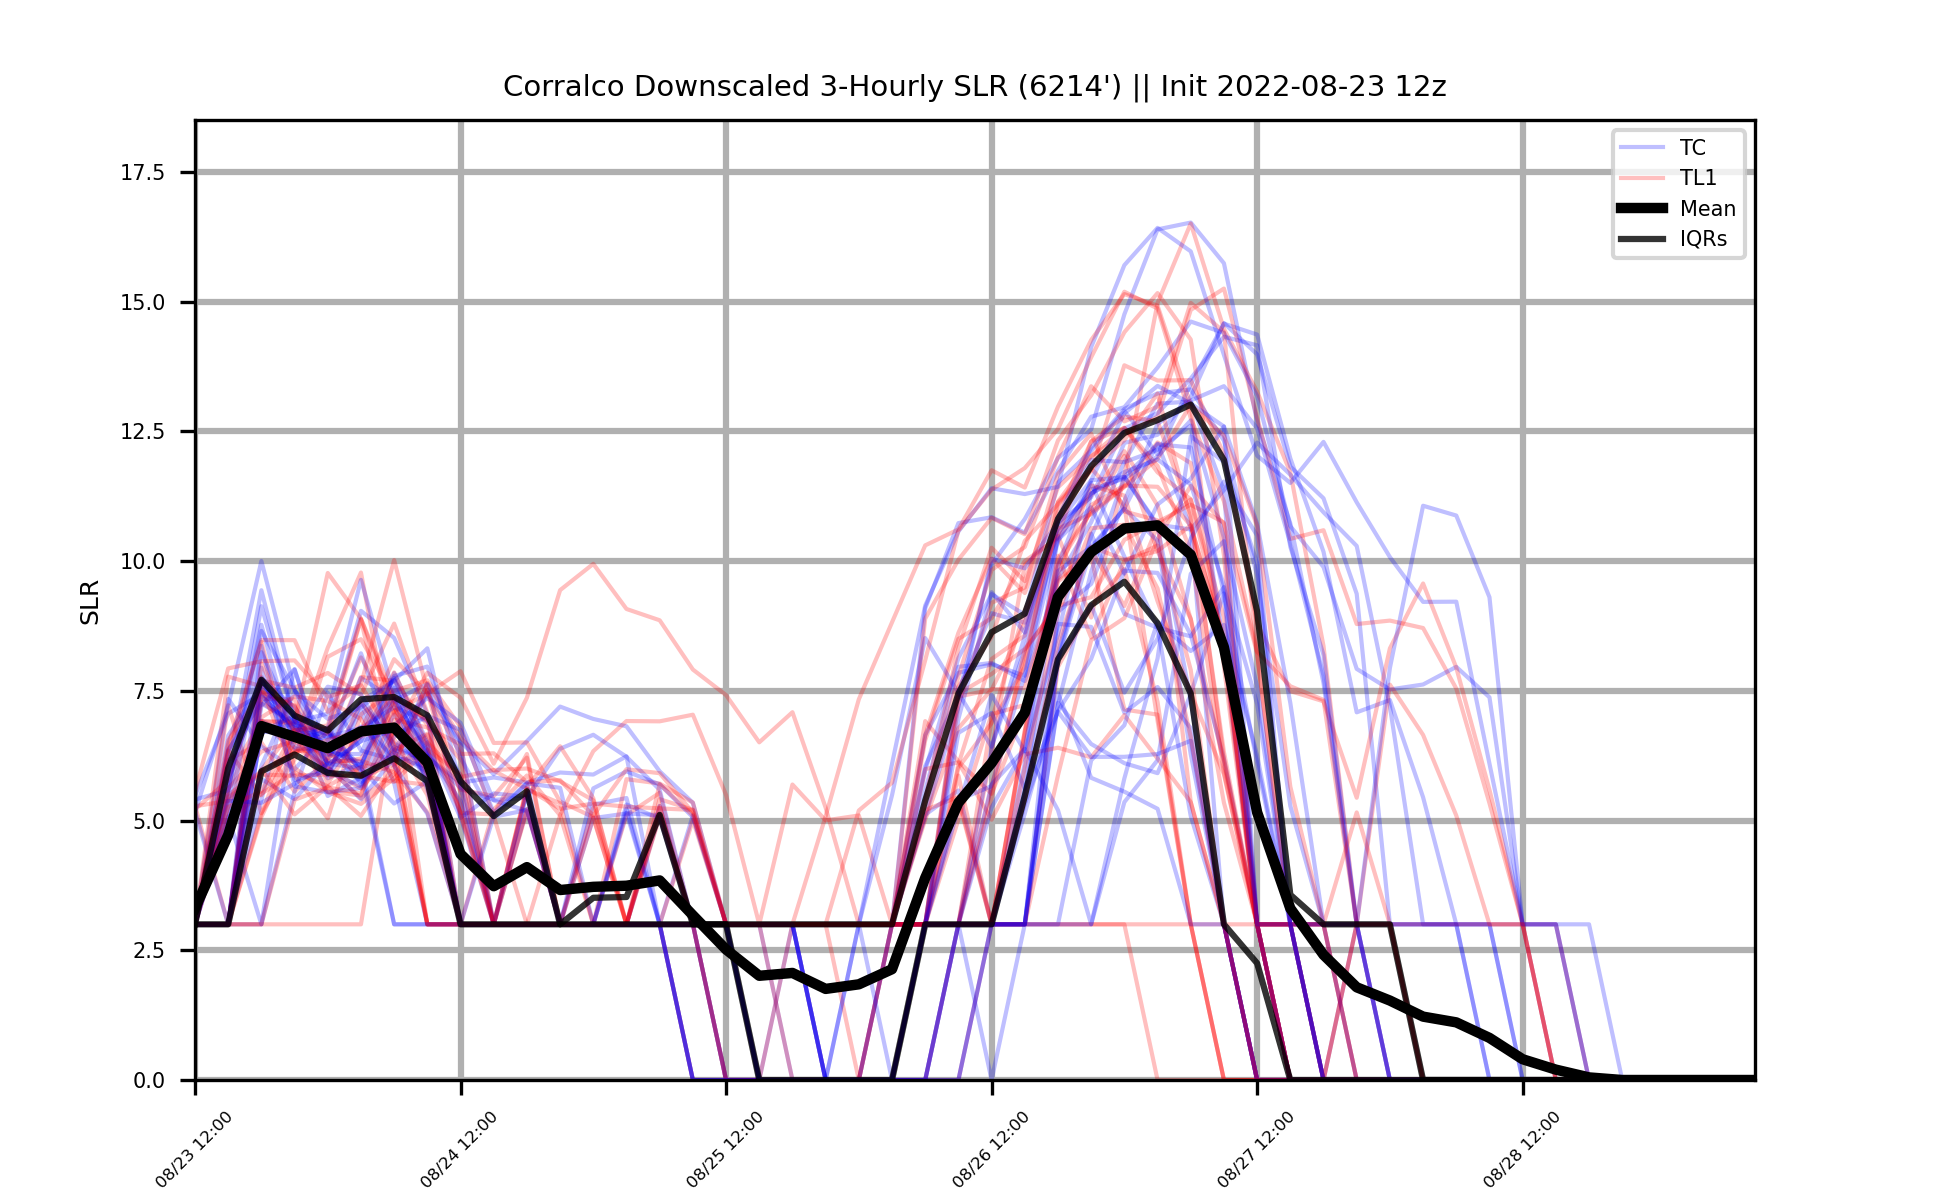 Corralco Downscaled 3-Hourly SLR (6214') || Init 2022-08-23 12z
TC
TL1
Mean
IQRs
SLR
17.5
15.0
12.5
10.0
7.5
5.0
2.5
0.0
08/23 12:00
08/24 12:00
08/25 12:00
08/26 12:00
08/27 12:00
08/28 12:00